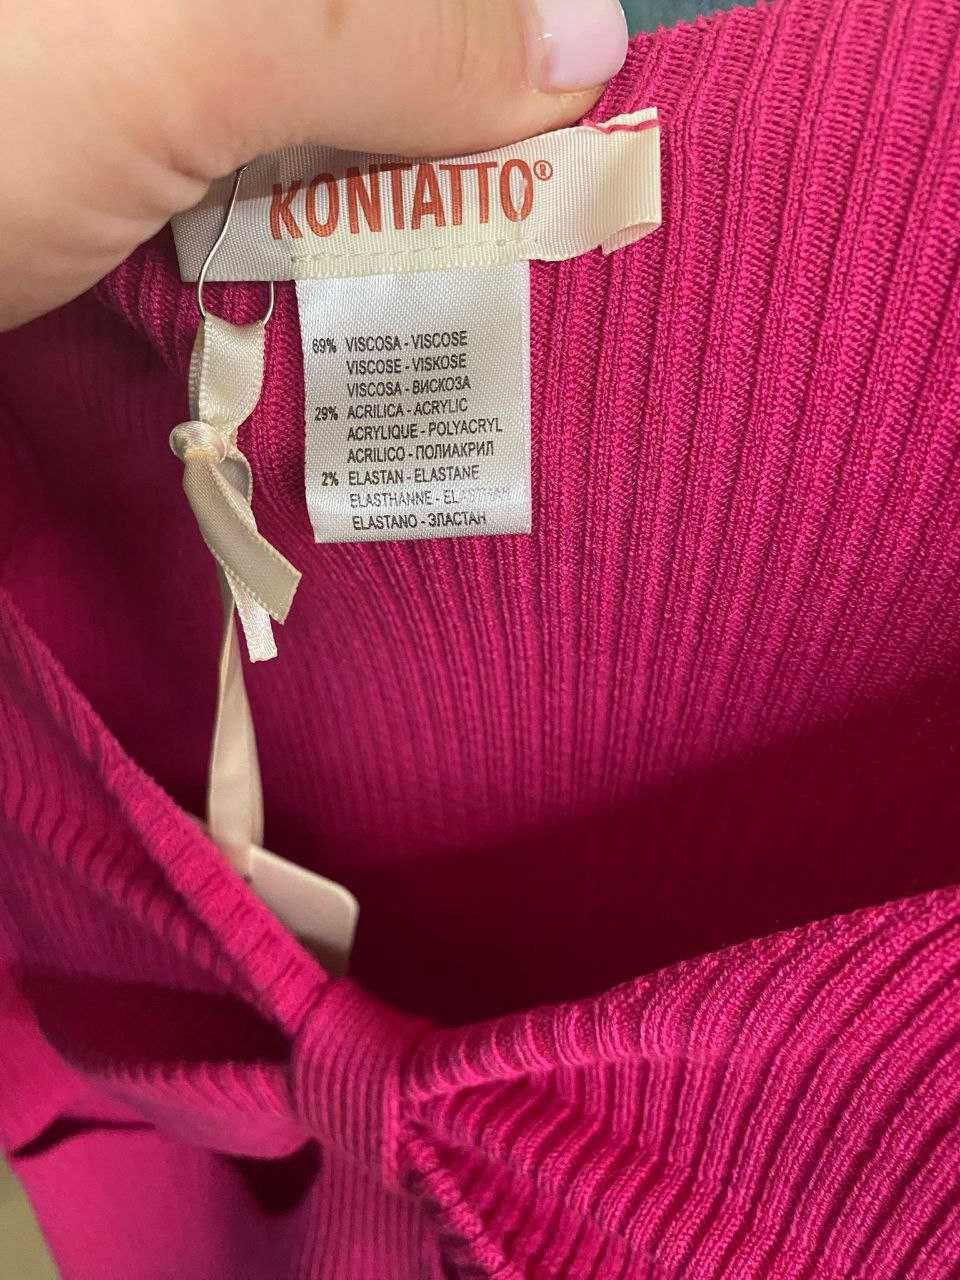 KONTATTO®
69% VISCOSA - VISCOSE
VISCOSE - VISKOSE
VISCOSA - ВИСКОЗА
29% ACRILICA - ACRYLIC
ACRYLIQUE - POLYACRYL
ACRILICO - ПОЛИАКРИЛ
2% ELASTAN - ELASTANE
ELASTHANNE - ELASTHAN
ELASTANO - ЭЛАСТАН